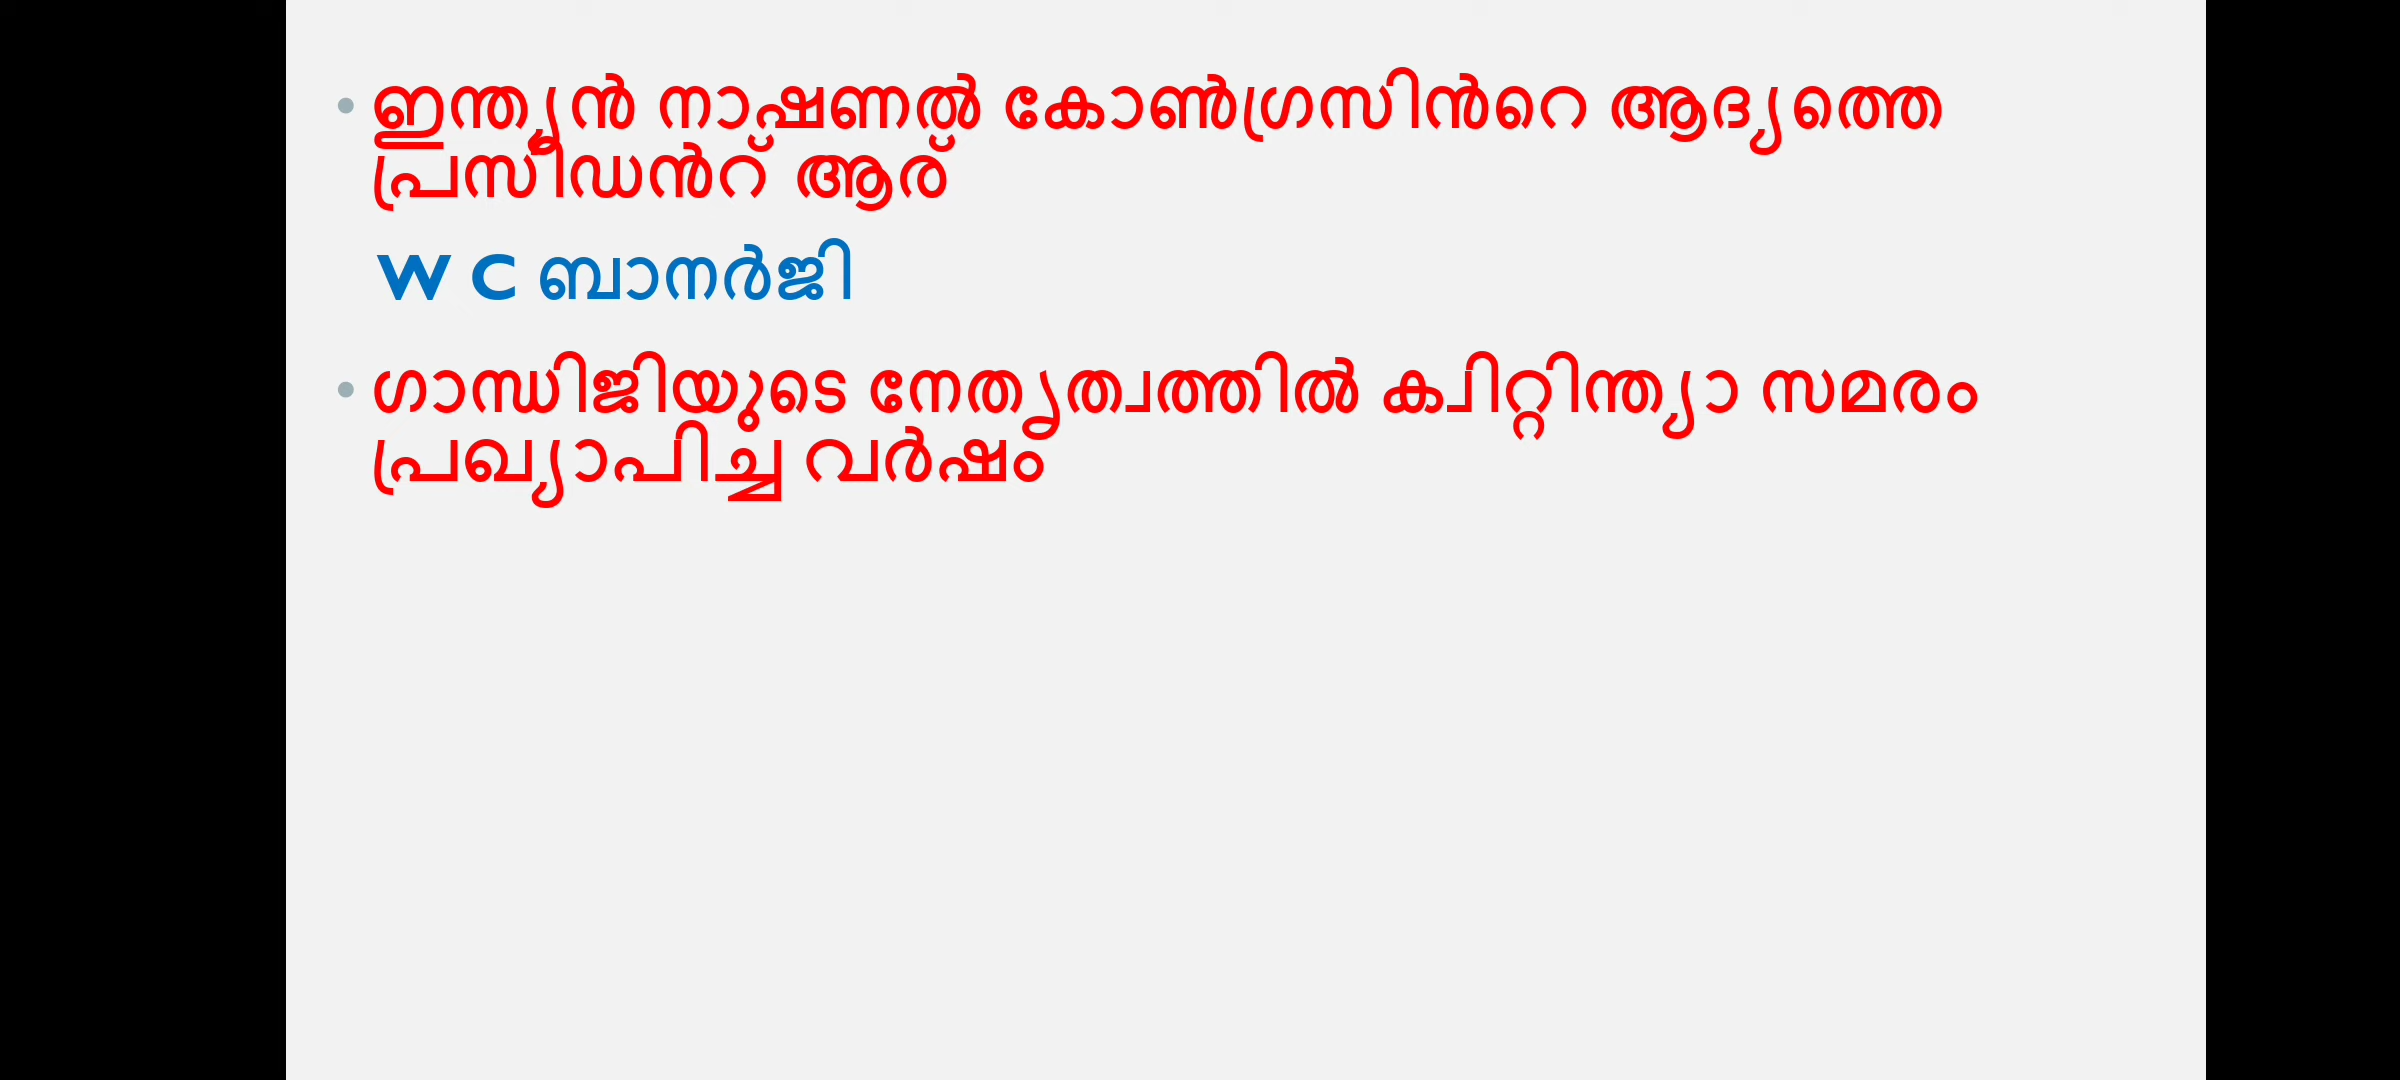 ഇന്ത്യൻ നാഷണൽ കോൺഗ്രസിൻറെ ആദ്യത്തെ
പ്രസിഡൻറ് ആര്
W C ബാനർജി
ഗാന്ധിജിയുടെ നേതൃത്വത്തിൽ ക്വിറ്റിന്ത്യാ സമരം
പ്രഖ്യാപിച്ച വർഷം